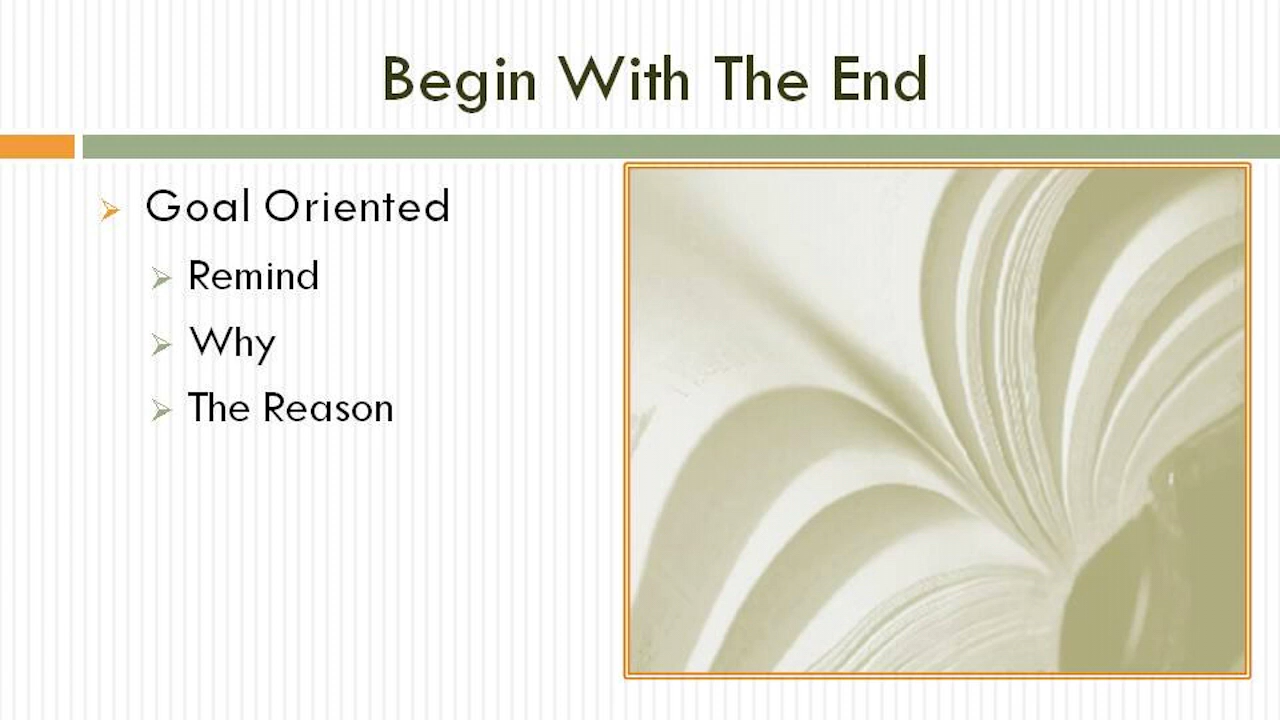 Begin With The End
Goal Oriented
Remind
Why
The Reason